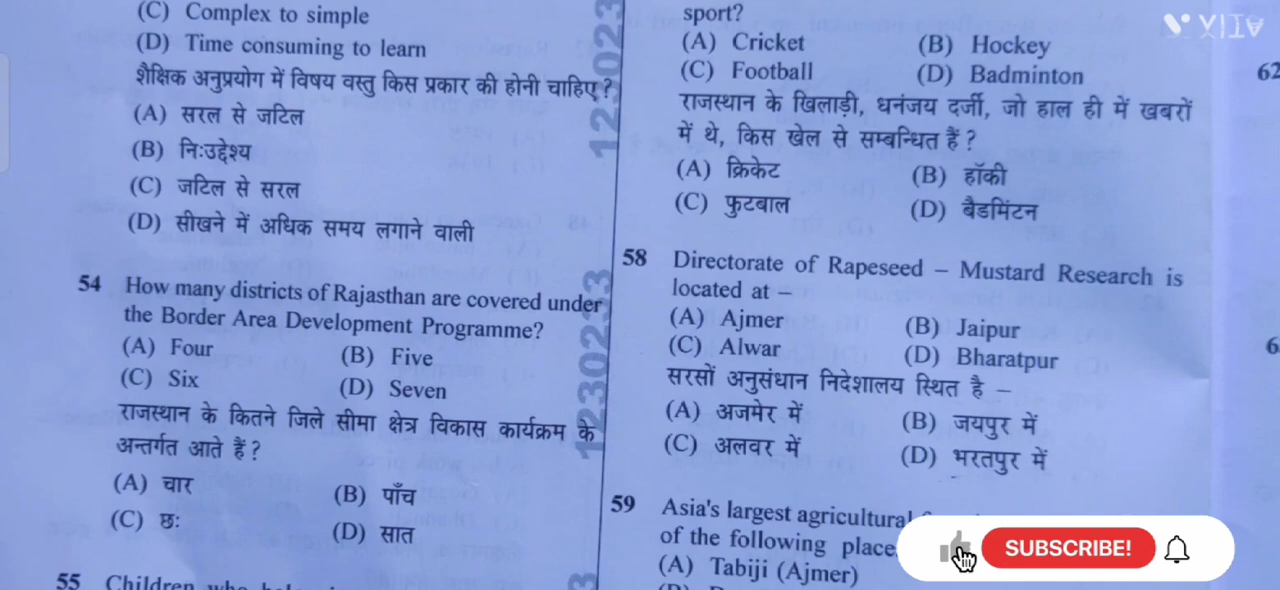 (C) Complex to simple
(D) Time consuming to learn
शैक्षिक अनुप्रयोग में विषय वस्तु किस प्रकार की होनी चाहिए ?
(A) सरल से जटिल
(B) निःउद्देश्य
(C) जटिल से सरल
(D) सीखने में अधिक समय लगाने वाली
54 How many districts of Rajasthan are covered under
the Border Area Development Programme?
(A) Four (B) Five
(C) Six (D) Seven
राजस्थान के कितने जिले सीमा क्षेत्र विकास कार्यक्रम के
अन्तर्गत आते हैं ?
(A) चार (B) पाँच
(C) छः (D) सात
55 Children who
1230233
sport?
(A) Cricket (B) Hockey
(C) Football (D) Badminton
राजस्थान के खिलाड़ी, धनंजय दर्जी, जो हाल ही में खबरों
में थे, किस खेल से सम्बन्धित हैं ?
(A) क्रिकेट (B) हॉकी
(C) फुटबाल (D) बैडमिंटन
58 Directorate of Rapeseed – Mustard Research is
located at –
(A) Ajmer (B) Jaipur
(C) Alwar (D) Bharatpur
सरसों अनुसंधान निदेशालय स्थित है –
(A) अजमेर में (B) जयपुर में
(C) अलवर में (D) भरतपुर में
59 Asia's largest agricultural
of the following place
(A) Tabiji (Ajmer)
62
6
SUBSCRIBE!